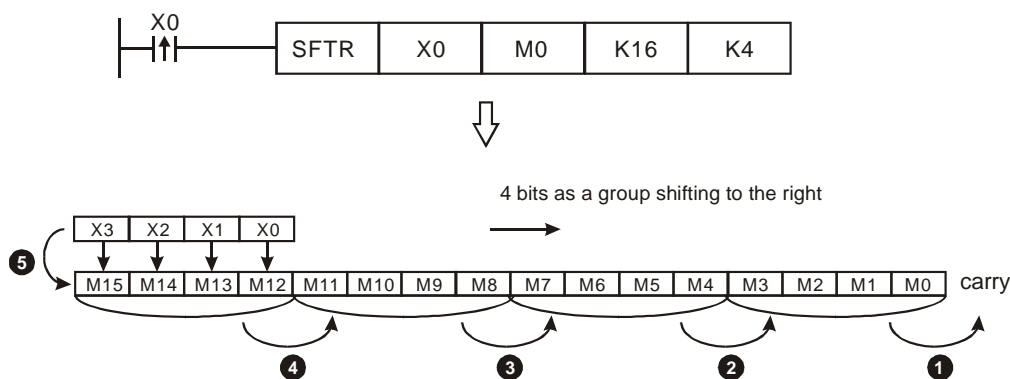 X0
SFTR X0 M0 K16 K4
4 bits as a group shifting to the right
X3 X2 X1 X0
5
M15 M14 M13 M12 M11 M10 M9 M8 M7 M6 M5 M4 M3 M2 M1 M0 carry
4 3 2 1